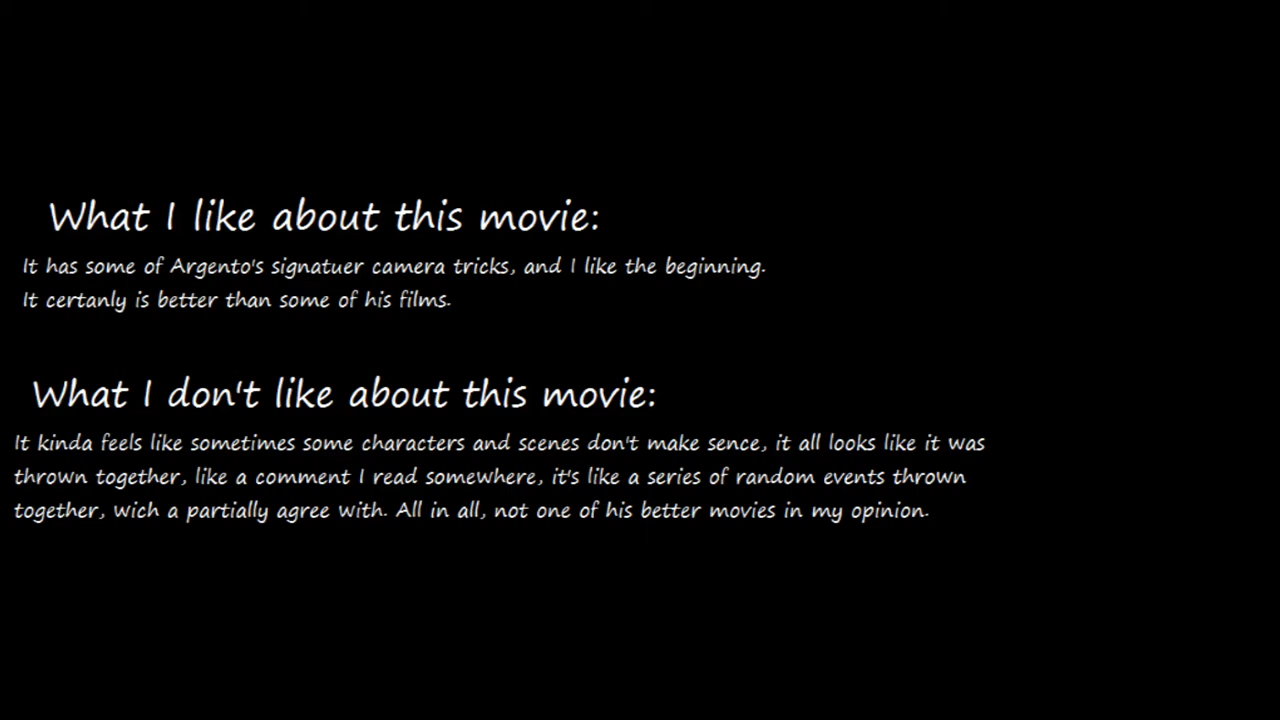 What I like about this movie:
It has some of Argento's signatuer camera tricks, and I like the beginning.
It certanly is better than some of his films.
What I don't like about this movie:
It kinda feels like sometimes some characters and scenes don't make sence, it all looks like it was
thrown together, like a comment I read somewhere, it's like a series of random events thrown
together, wich a partially agree with. All in all, not one of his better movies in my opinion.